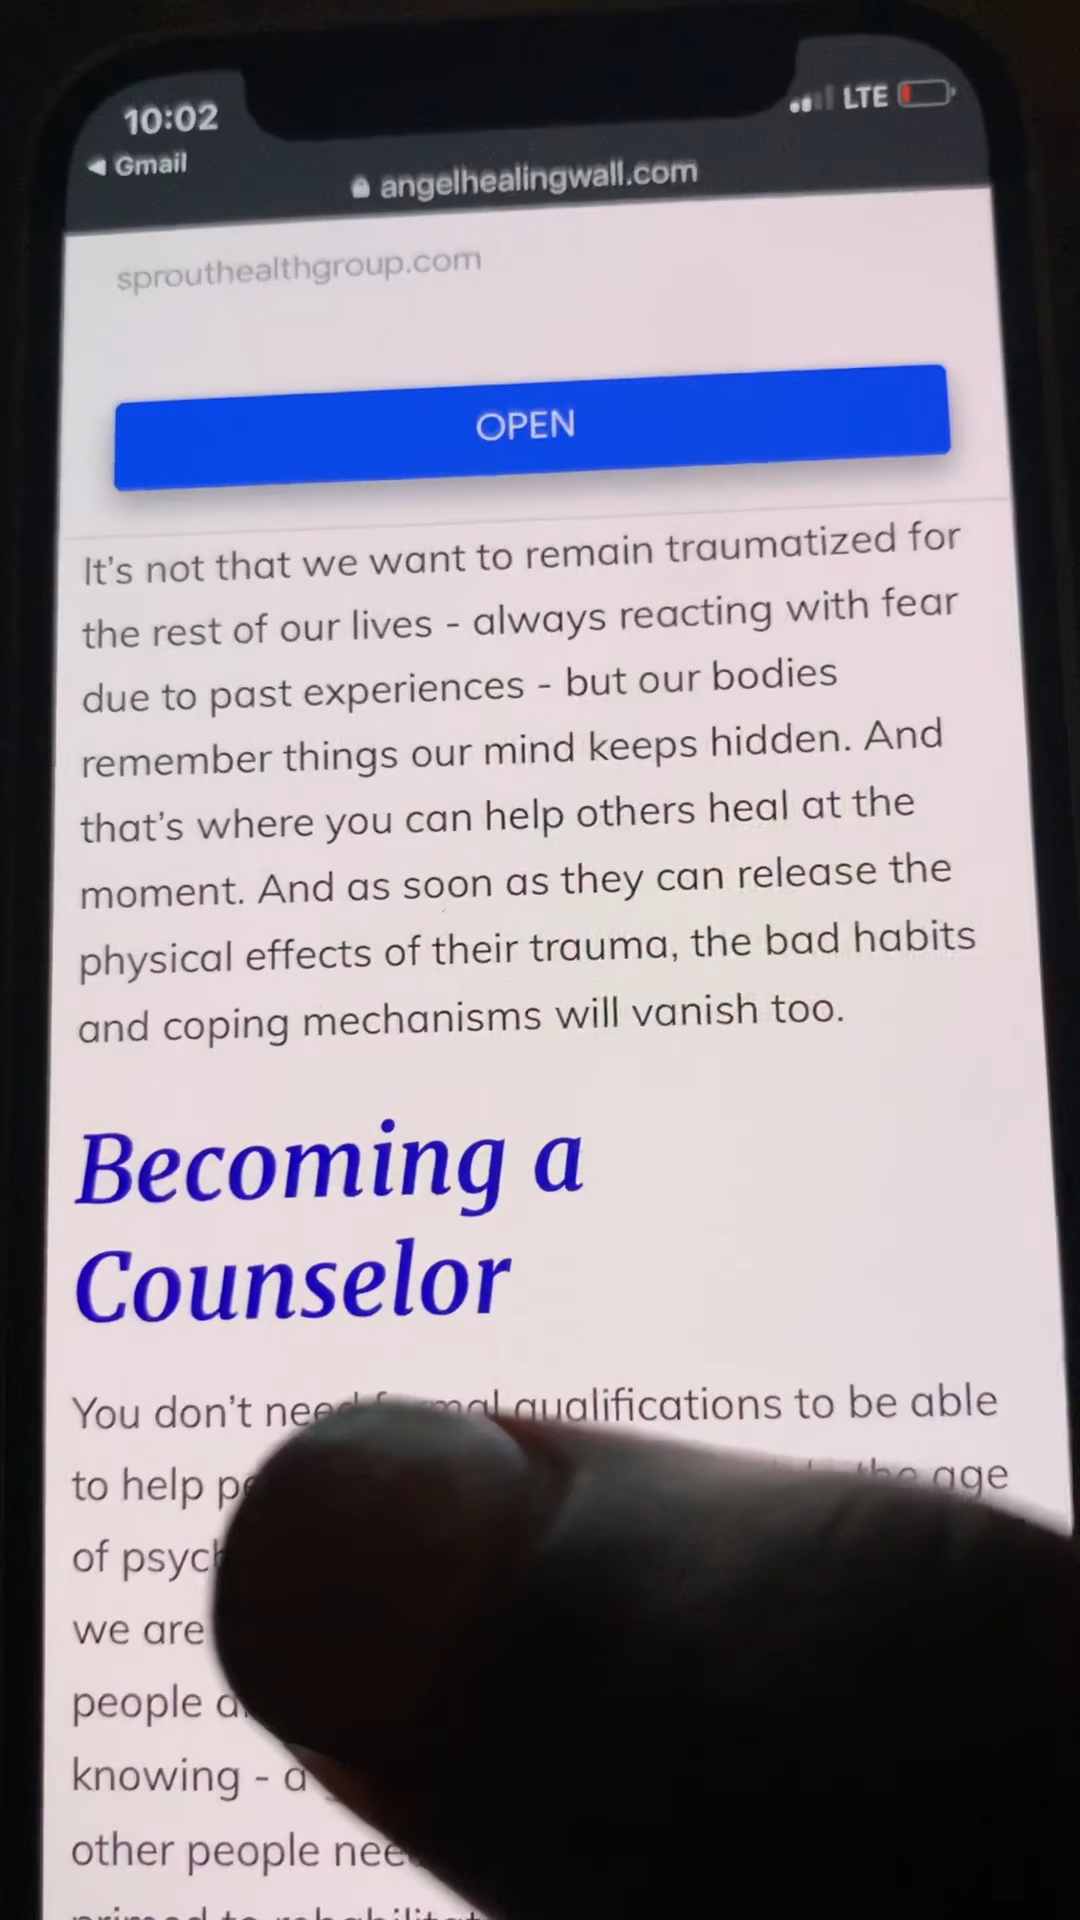 10:02
LTE
◀ Gmail
angelhealingwall.com
sprouthealthgroup.com
OPEN
It's not that we want to remain traumatized for
the rest of our lives - always reacting with fear
due to past experiences - but our bodies
remember things our mind keeps hidden. And
that's where you can help others heal at the
moment. And as soon as they can release the
physical effects of their trauma, the bad habits
and coping mechanisms will vanish too.
Becoming a
Counselor
You don't need formal qualifications to be able
to help the age
of
we are
people
knowing -
other people